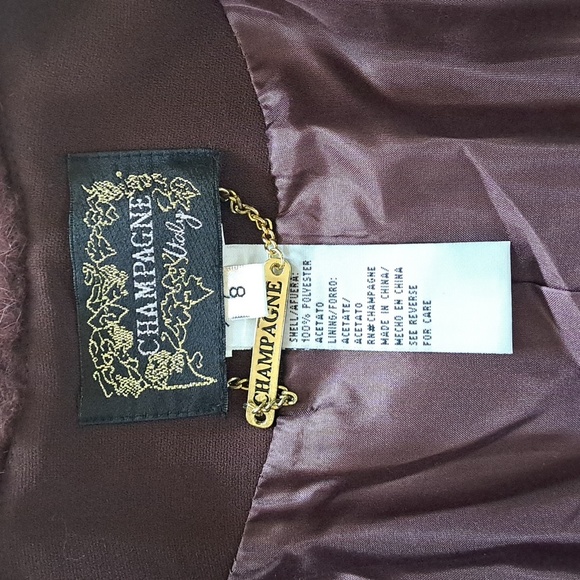 CHAMPAGNE
Italy
8
CHAMPAGNE
SHELL/AFUERA:
100% POLYESTER
ACETATO
LINING/FORRO:
ACETATE/
ACETATO
RN#CHAMPAGNE
MADE IN CHINA/
MECHO EN CHINA
SEE REVERSE
FOR CARE